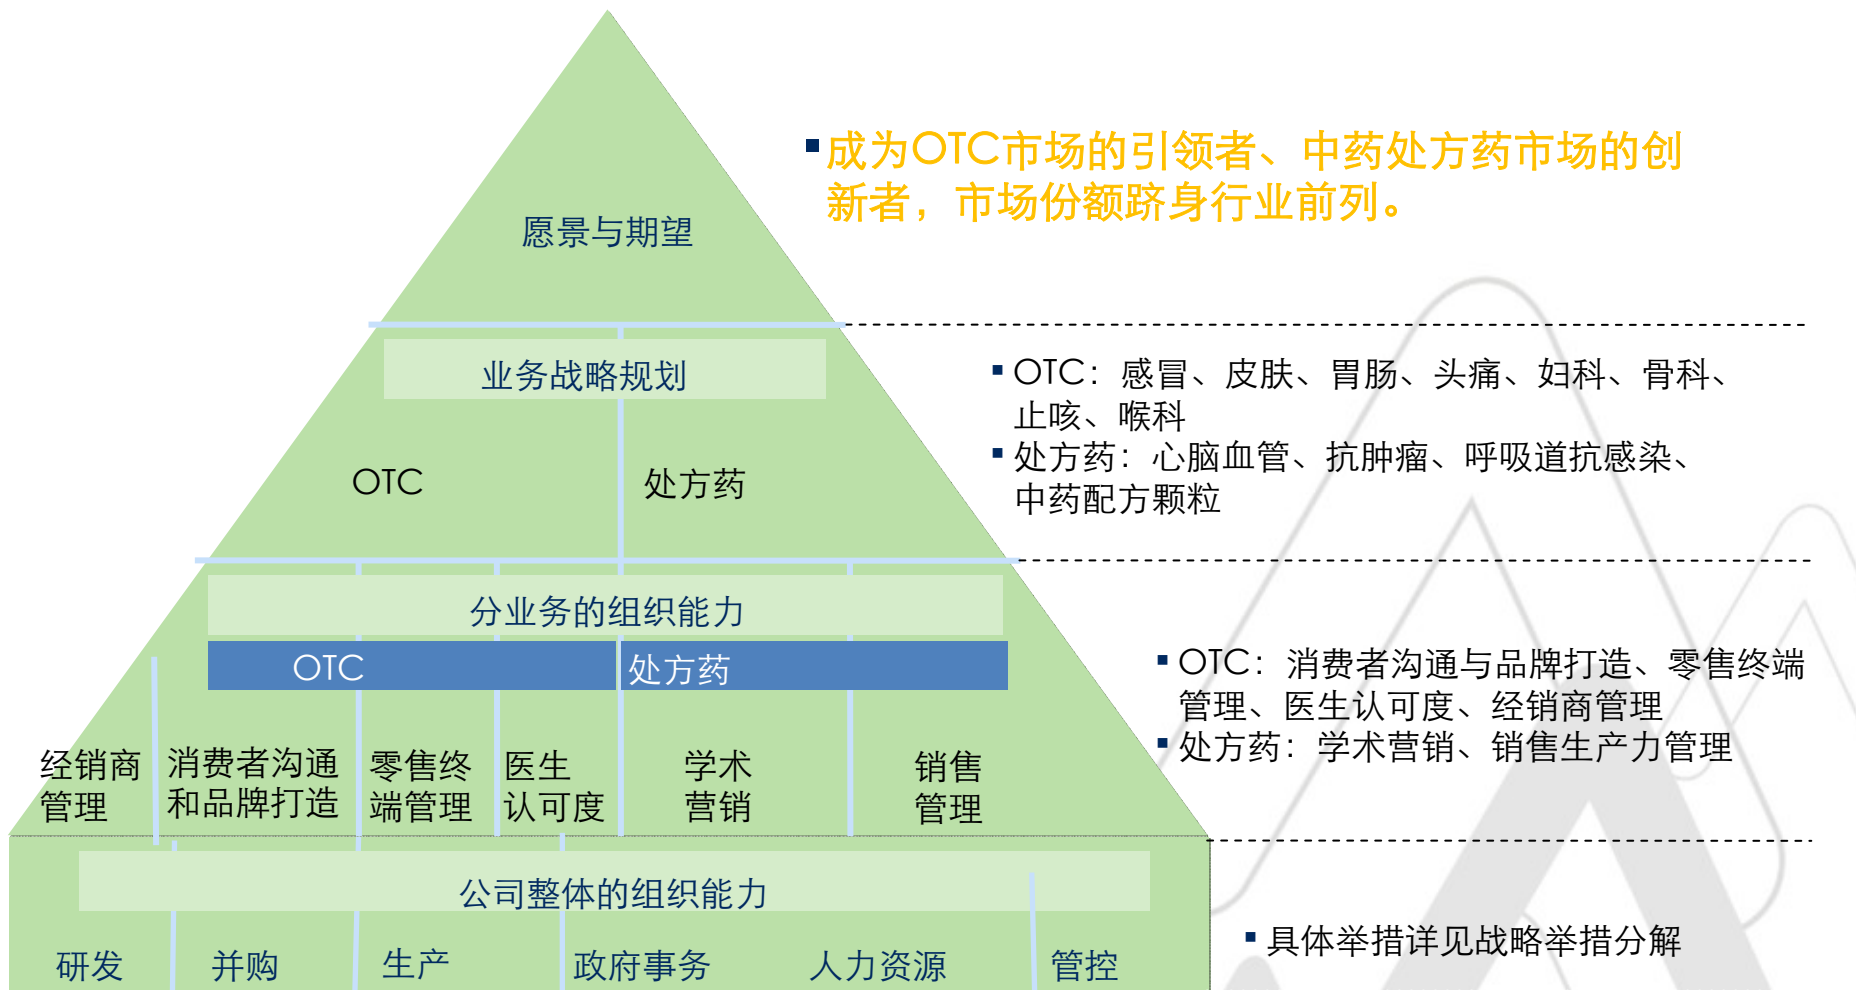 成为OTC市场的引领者、中药处方药市场的创
新者，市场份额跻身行业前列。
愿景与期望
业务战略规划
OTC
处方药
OTC：感冒、皮肤、胃肠、头痛、妇科、骨科、
止咳、喉科
处方药：心脑血管、抗肿瘤、呼吸道抗感染、
中药配方颗粒
分业务的组织能力
OTC
处方药
经销商
管理
消费者沟通
和品牌打造
零售终
端管理
医生
认可度
学术
营销
销售
管理
OTC：消费者沟通与品牌打造、零售终端
管理、医生认可度、经销商管理
处方药：学术营销、销售生产力管理
公司整体的组织能力
研发
并购
生产
政府事务
人力资源
管控
具体举措详见战略举措分解